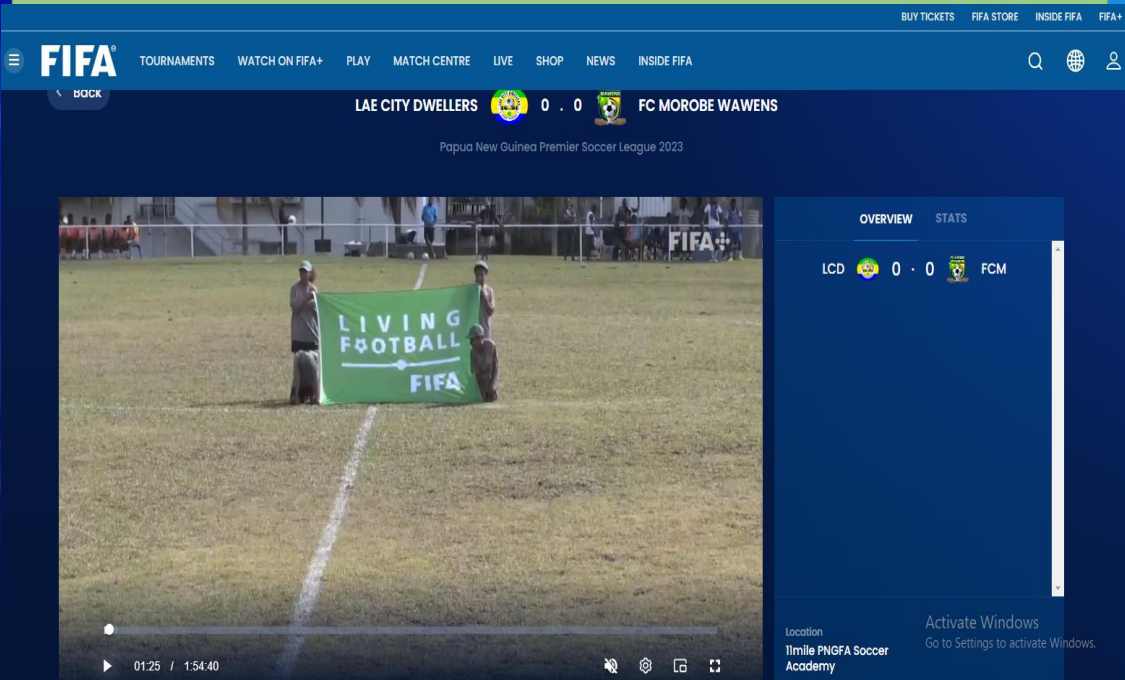 BUY TICKETS FIFA STORE INSIDE FIFA FIFA+
FIFA® TOURNAMENTS WATCH ON FIFA+ PLAY MATCH CENTRE LIVE SHOP NEWS INSIDE FIFA
Back
LAE CITY DWELLERS 0 . 0 FC MOROBE WAWENS
Papua New Guinea Premier Soccer League 2023
FIFA+
LIVING
FOOTBALL
FIFA
01:25 / 1:54:40
OVERVIEW STATS
LCD 0 · 0 FCM
Location
11mile PNGFA Soccer
Academy
Activate Windows
Go to Settings to activate Windows.